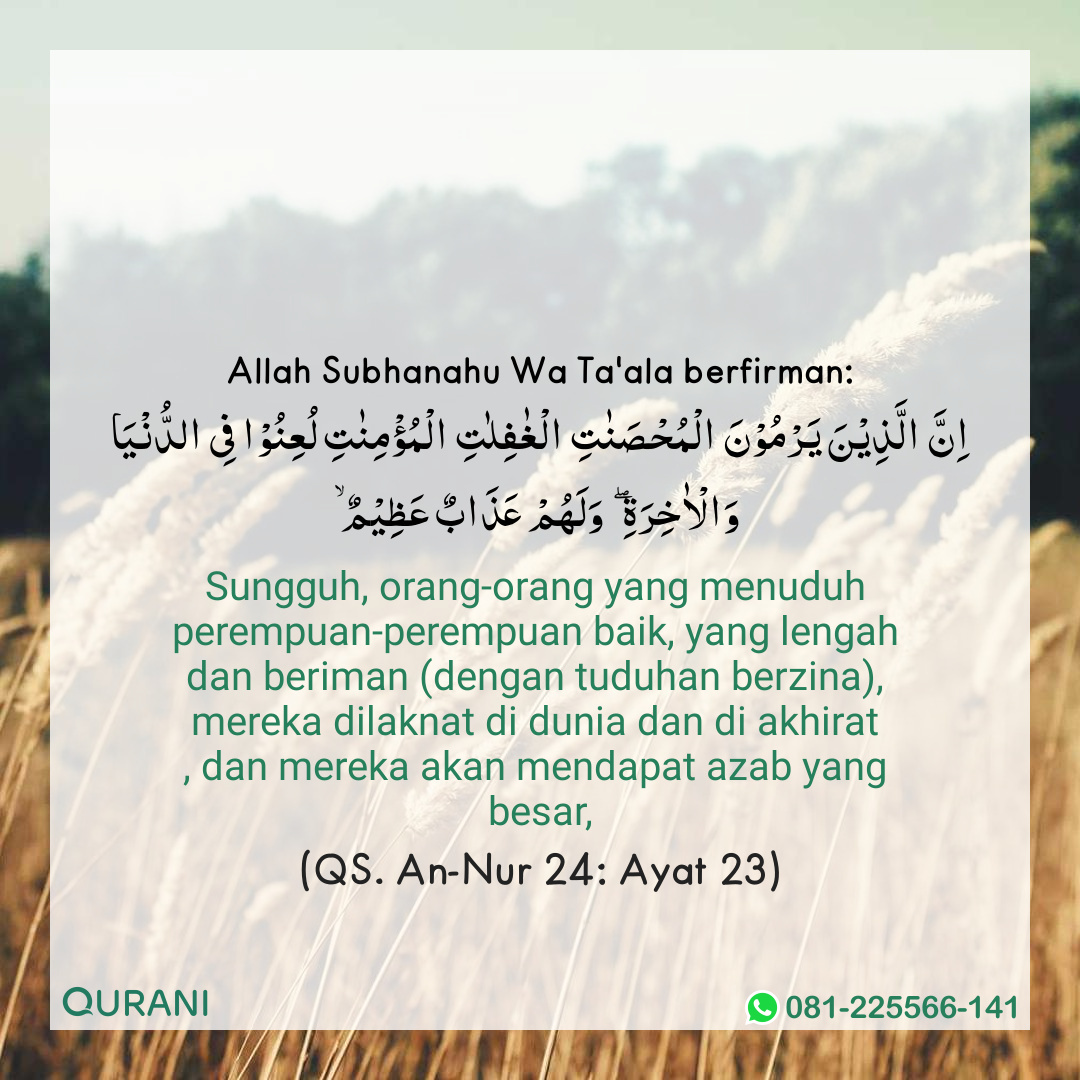 Allah Subhanahu Wa Ta'ala berfirman:
اِنَّ الَّذِيْنَ يَرْمُوْنَ الْمُحْصَنٰتِ الْغٰفِلٰتِ الْمُؤْمِنٰتِ لُعِنُوْا فِى الدُّنْيَا
وَالْاٰخِرَةِۖ وَلَهُمْ عَذَابٌ عَظِيْمٌۙ
Sungguh, orang-orang yang menuduh
perempuan-perempuan baik, yang lengah
dan beriman (dengan tuduhan berzina),
mereka dilaknat di dunia dan di akhirat
, dan mereka akan mendapat azab yang
besar,
(QS. An-Nur 24: Ayat 23)
QURANI
081-225566-141